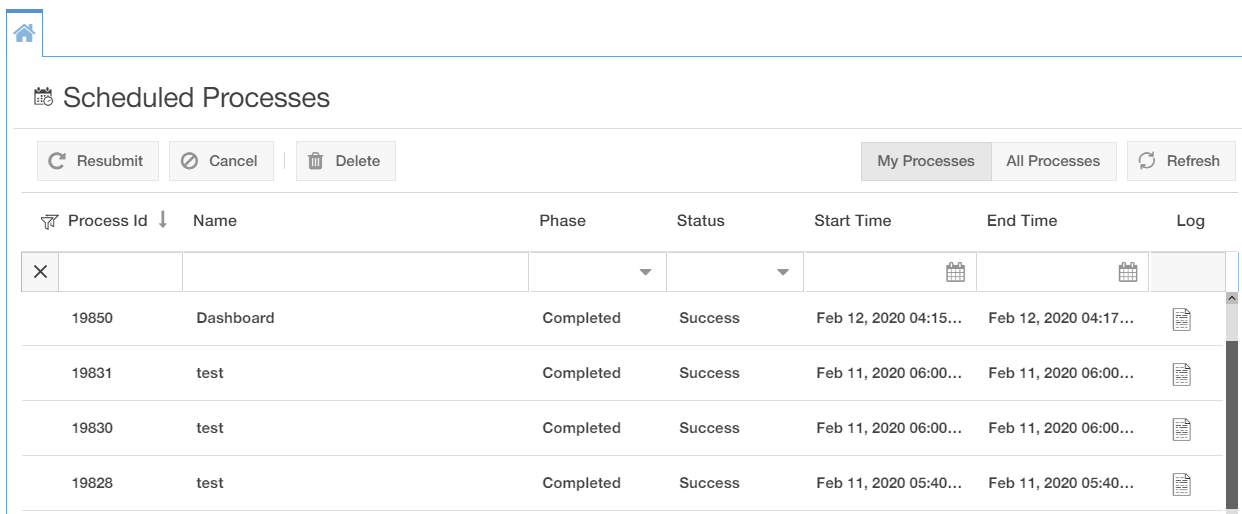 Scheduled Processes
Resubmit Cancel Delete My Processes All Processes Refresh
Process Id Name Phase Status Start Time End Time Log
19850 Dashboard Completed Success Feb 12, 2020 04:15... Feb 12, 2020 04:17...
19831 test Completed Success Feb 11, 2020 06:00... Feb 11, 2020 06:00...
19830 test Completed Success Feb 11, 2020 06:00... Feb 11, 2020 06:00...
19828 test Completed Success Feb 11, 2020 05:40... Feb 11, 2020 05:40...